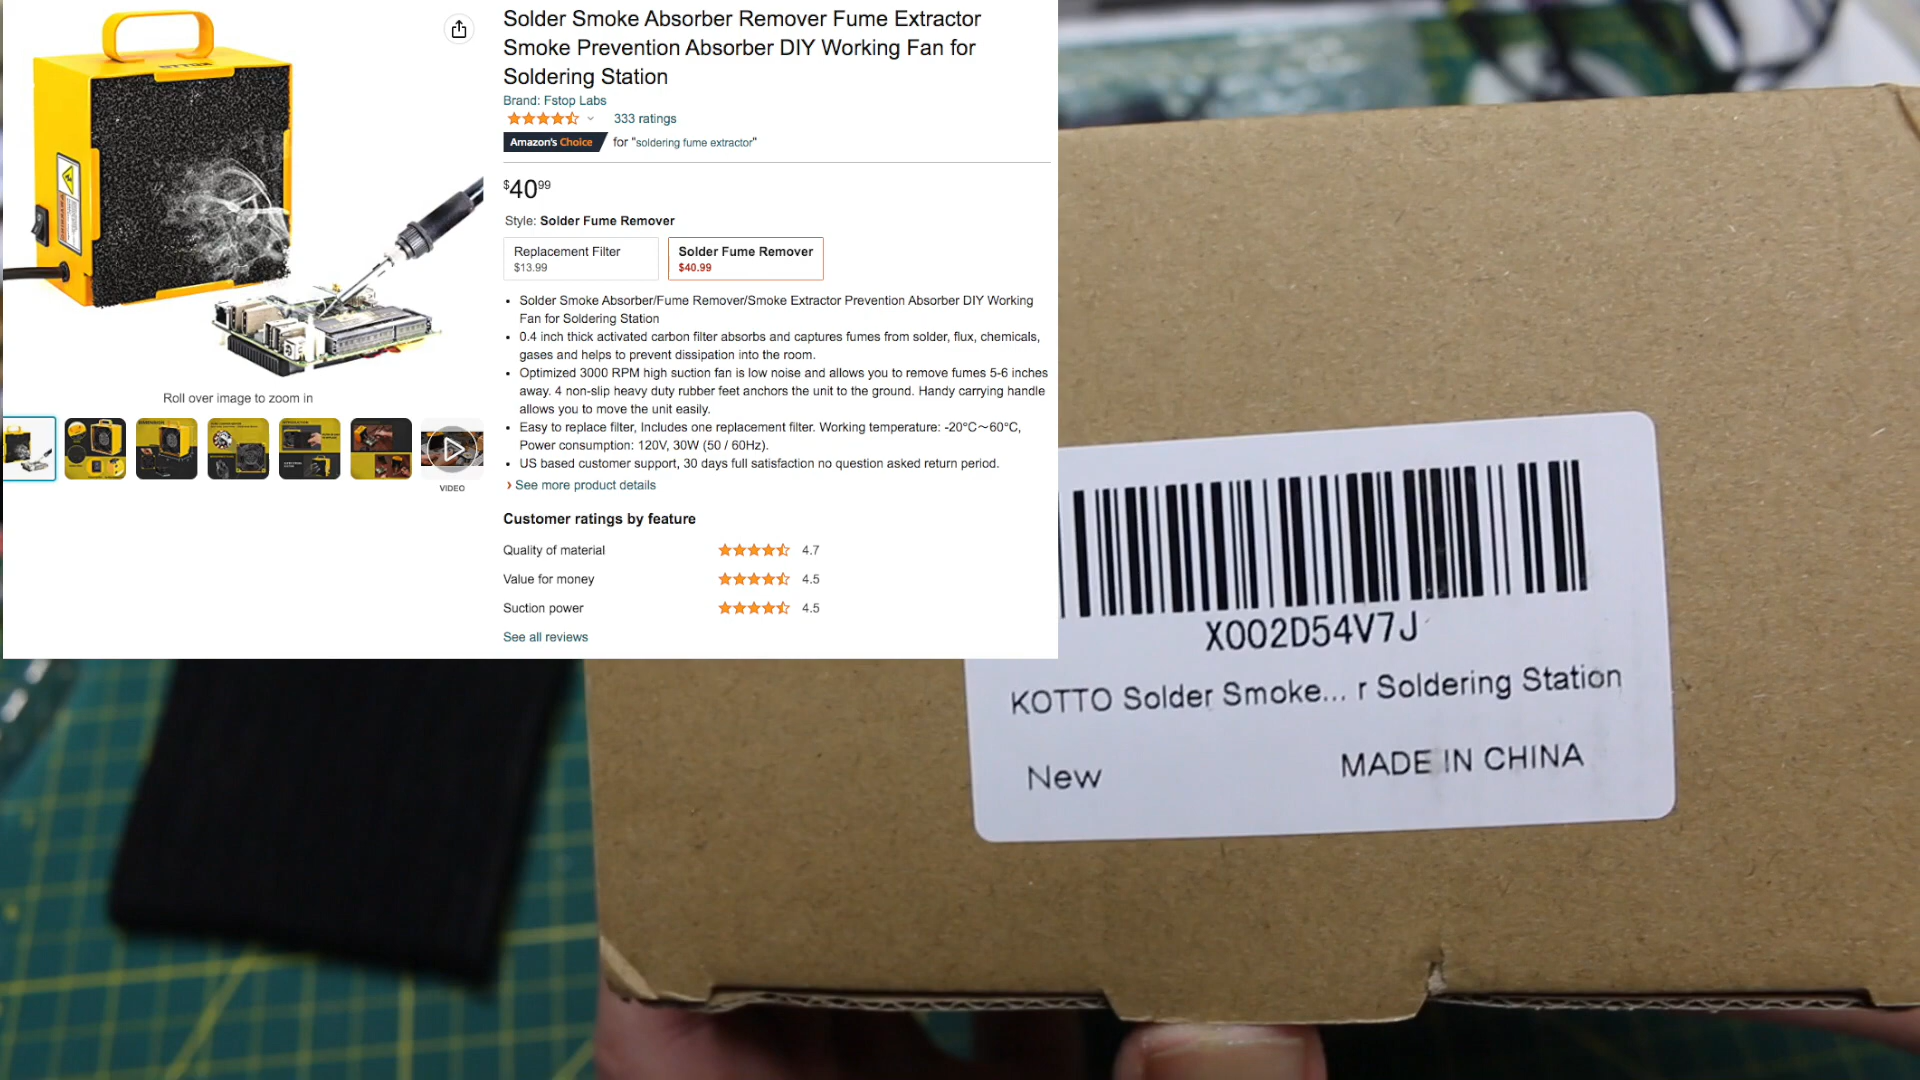 Solder Smoke Absorber Remover Fume Extractor
Smoke Prevention Absorber DIY Working Fan for
Soldering Station
Brand: Fstop Labs
333 ratings
Amazon's Choice for "soldering fume extractor"
$40 99
Style: Solder Fume Remover
Replacement Filter
$13.99
Solder Fume Remover
$40.99
• Solder Smoke Absorber/Fume Remover/Smoke Extractor Prevention Absorber DIY Working
Fan for Soldering Station
• 0.4 inch thick activated carbon filter absorbs and captures fumes from solder, flux, chemicals,
gases and helps to prevent dissipation into the room.
• Optimized 3000 RPM high suction fan is low noise and allows you to remove fumes 5-6 inches
away. 4 non-slip heavy duty rubber feet anchors the unit to the ground. Handy carrying handle
allows you to move the unit easily.
• Easy to replace filter, Includes one replacement filter. Working temperature: -20°C～60°C,
Power consumption: 120V, 30W (50 / 60Hz).
• US based customer support, 30 days full satisfaction no question asked return period.
› See more product details
Customer ratings by feature
Quality of material 4.7
Value for money 4.5
Suction power 4.5
See all reviews
Roll over image to zoom in
VIDEO
X002D54V7J
KOTTO Solder Smoke... r Soldering Station
New MADE IN CHINA